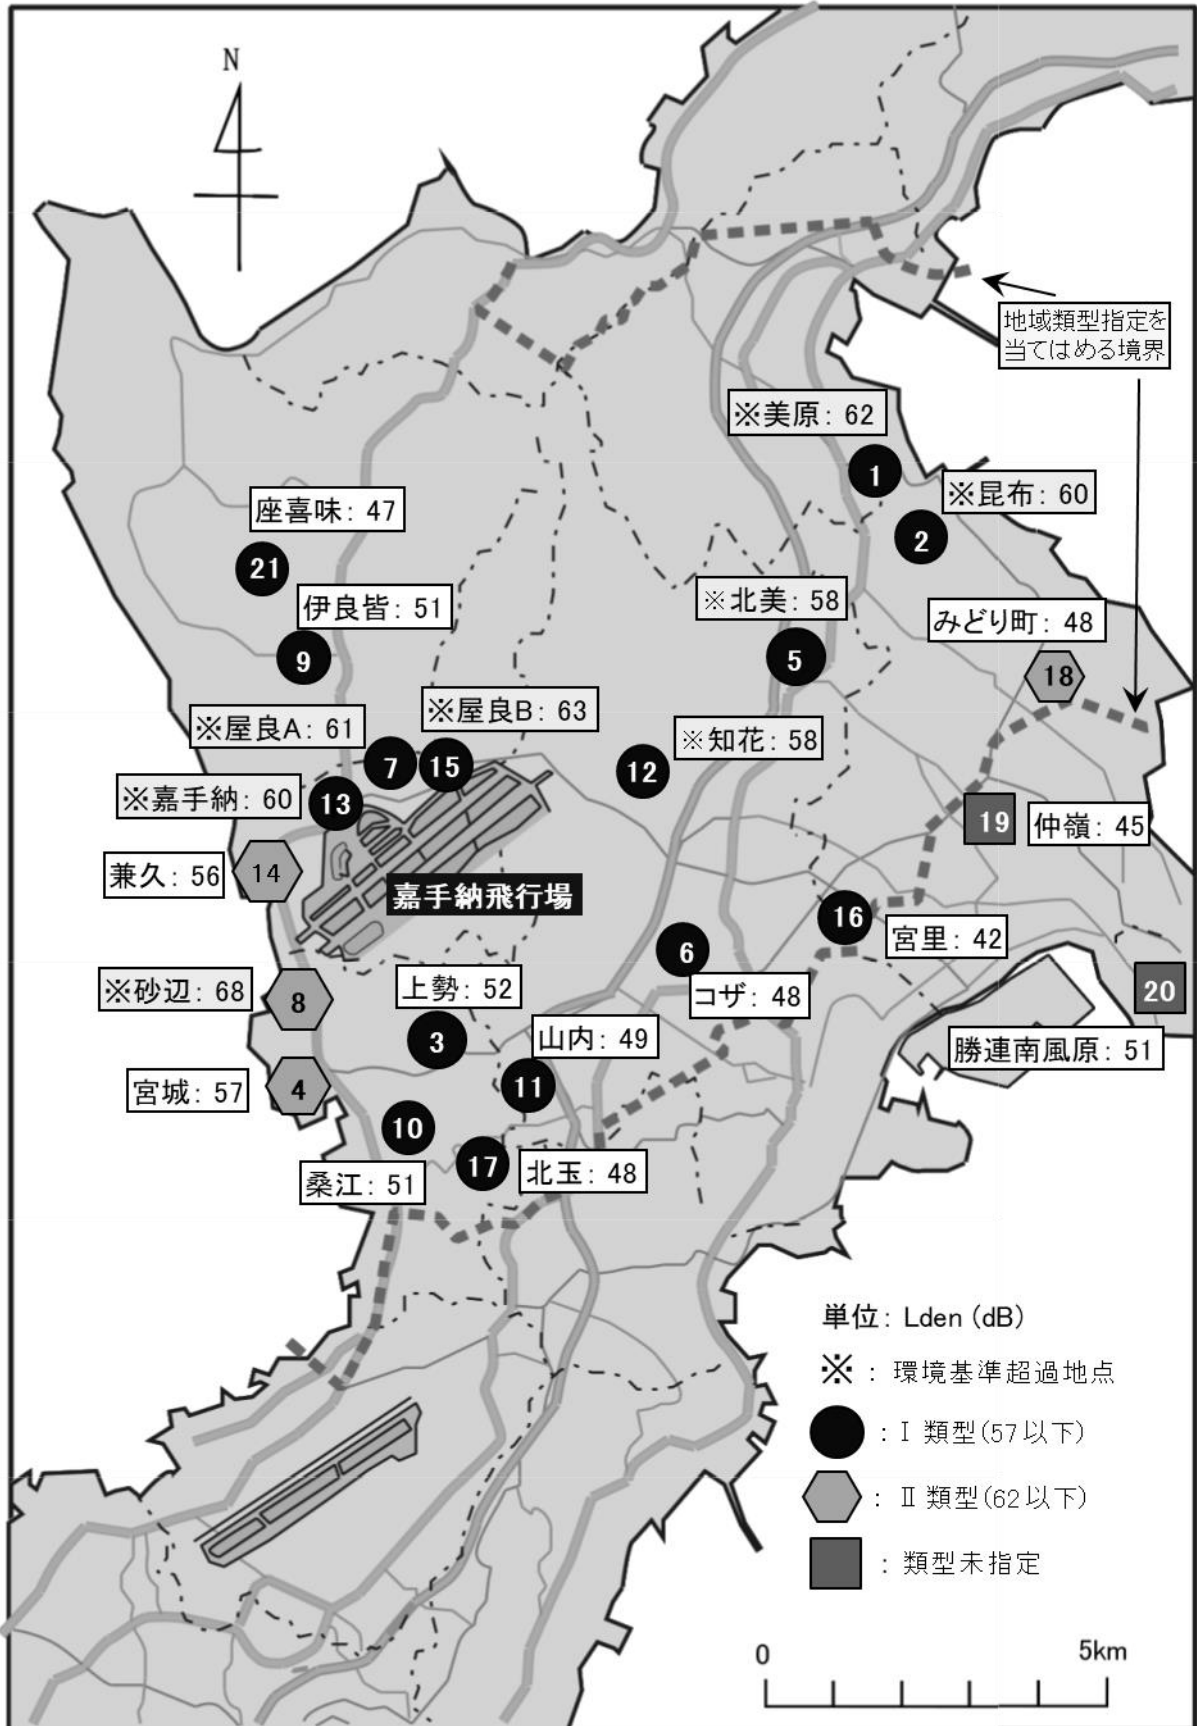 N
地域類型指定を
当てはめる境界
※美原: 62
1
※昆布: 60
2
座喜味: 47
21
伊良皆: 51
9
※北美: 58
5
みどり町: 48
18
※屋良A: 61
※屋良B: 63
7
15
※知花: 58
12
※嘉手納: 60
13
19
仲嶺: 45
兼久: 56
14
嘉手納飛行場
16
宮里: 42
6
コザ: 48
※砂辺: 68
8
上勢: 52
3
20
勝連南風原: 51
山内: 49
11
宮城: 57
4
10
桑江: 51
17
北玉: 48
単位: Lden (dB)
※ : 環境基準超過地点
: Ⅰ 類型(57以下)
: Ⅱ 類型(62以下)
: 類型未指定
0 5km